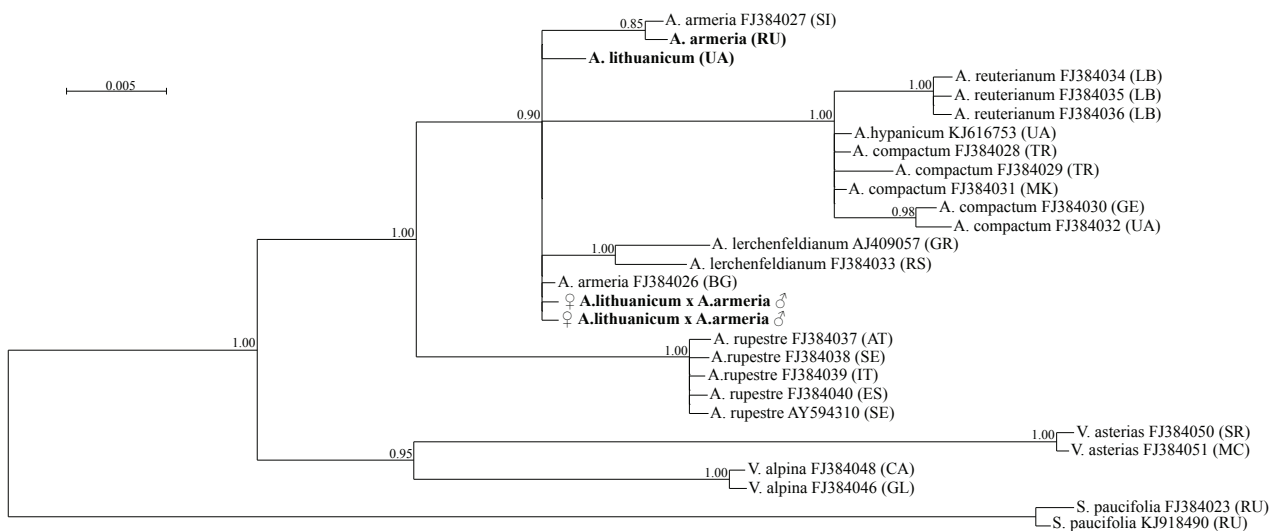 0.85
A. armeria FJ384027 (SI)
A. armeria (RU)
A. lithuanicum (UA)
0.005
1.00
A. reuterianum FJ384034 (LB)
A. reuterianum FJ384035 (LB)
A. reuterianum FJ384036 (LB)
0.90
1.00
A.hypanicum KJ616753 (UA)
A. compactum FJ384028 (TR)
A. compactum FJ384029 (TR)
A. compactum FJ384031 (MK)
0.98
A. compactum FJ384030 (GE)
A. compactum FJ384032 (UA)
1.00
1.00
A. lerchenfeldianum AJ409057 (GR)
A. lerchenfeldianum FJ384033 (RS)
A. armeria FJ384026 (BG)
♀ A.lithuanicum x A.armeria ♂
♀ A.lithuanicum x A.armeria ♂
1.00
1.00
A. rupestre FJ384037 (AT)
A.rupestre FJ384038 (SE)
A.rupestre FJ384039 (IT)
A. rupestre FJ384040 (ES)
A. rupestre AY594310 (SE)
1.00
V. asterias FJ384050 (SR)
V. asterias FJ384051 (MC)
0.95
1.00
V. alpina FJ384048 (CA)
V. alpina FJ384046 (GL)
S. paucifolia FJ384023 (RU)
S. paucifolia KJ918490 (RU)